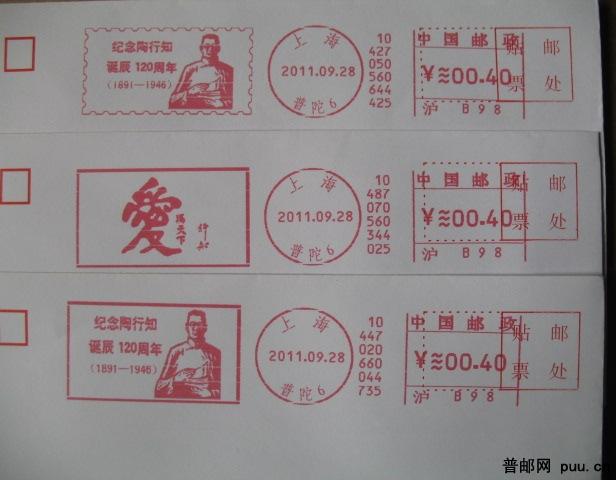 纪念陶行知
诞辰 120周年
(1891—1946)
上海
2011.09.28
普陀6
10
427
050
560
644
425
中国邮政
¥≋00.40
沪 B98
贴 邮
票 处
愛
满天下
行知
上海
2011.09.28
普陀6
10
487
070
560
344
025
中国邮政
¥≋00.40
沪 B98
贴 邮
票 处
纪念陶行知
诞辰 120周年
(1891—1946)
上海
2011.09.28
普陀6
10
447
020
660
044
735
中国邮政
¥≋00.40
沪 B98
贴 邮
票 处
普邮网 puu.cn